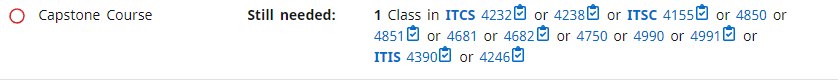 Capstone Course Still needed: 1 Class in ITCS 4232 or 4238 or ITSC 4155 or 4850 or
4851 or 4681 or 4682 or 4750 or 4990 or 4991 or
ITIS 4390 or 4246